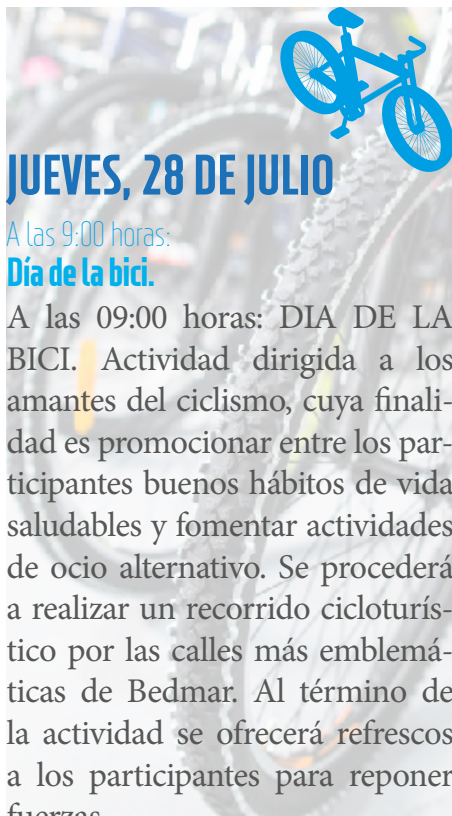 JUEVES, 28 DE JULIO
A las 9:00 horas:
Día de la bici.
A las 09:00 horas: DIA DE LA
BICI. Actividad dirigida a los
amantes del ciclismo, cuya finali-
dad es promocionar entre los par-
ticipantes buenos hábitos de vida
saludables y fomentar actividades
de ocio alternativo. Se procederá
a realizar un recorrido cicloturís-
tico por las calles más emblemá-
ticas de Bedmar. Al término de
la actividad se ofrecerá refrescos
a los participantes para reponer
fuerzas.